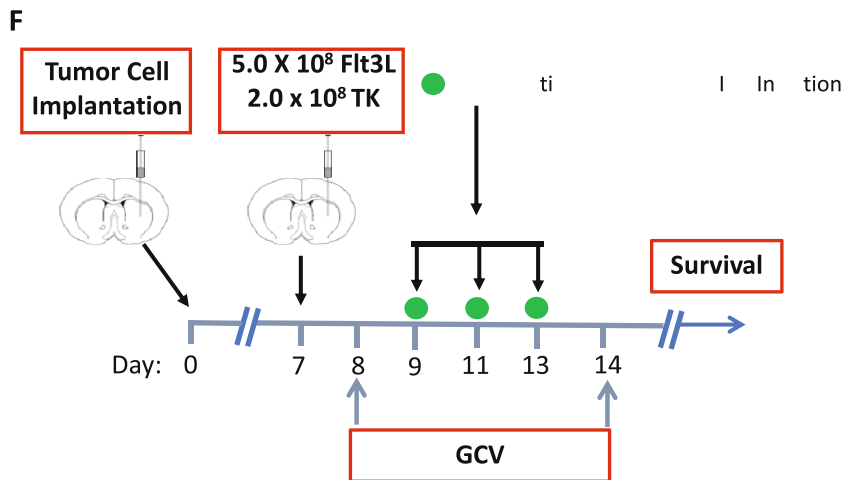 F
Tumor Cell
Implantation
5.0 X 10⁸ Flt3L
2.0 x 10⁸ TK
ti I In tion
Survival
Day: 0 7 8 9 11 13 14
GCV